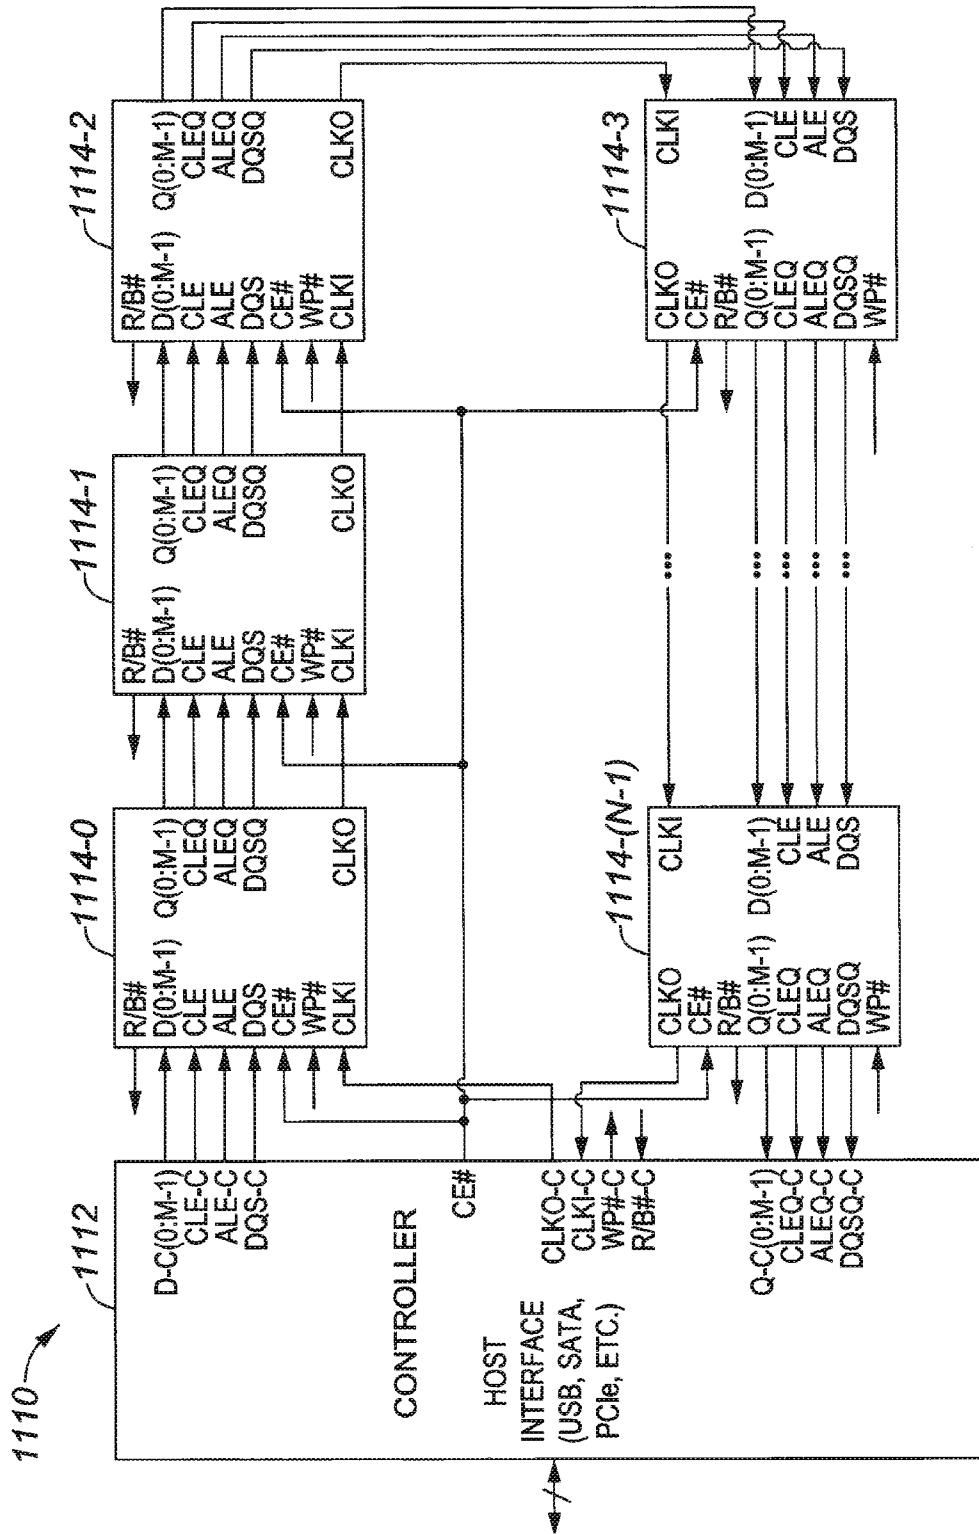 1110
1112
D-C(0:M-1)
CLE-C
ALE-C
DQS-C
CE#
CONTROLLER
CLKO-C
CLKI-C
WP#-C
R/B#-C
HOST
INTERFACE
(USB, SATA,
PCIe, ETC.)
Q-C(0:M-1)
CLEQ-C
ALEQ-C
DQSQ-C
1114-0
R/B#
D(0:M-1) Q(0:M-1)
CLE CLEQ
ALE ALEQ
DQS DQSQ
CE#
WP#
CLKI CLKO
1114-1
R/B#
D(0:M-1) Q(0:M-1)
CLE CLEQ
ALE ALEQ
DQS DQSQ
CE#
WP#
CLKI CLKO
1114-2
R/B#
D(0:M-1) Q(0:M-1)
CLE CLEQ
ALE ALEQ
DQS DQSQ
CE#
WP#
CLKI CLKO
1114-(N-1)
CLKO CLKI
CE#
R/B#
Q(0:M-1) D(0:M-1)
CLEQ CLE
ALEQ ALE
DQSQ DQS
WP#
1114-3
CLKO CLKI
CE#
R/B#
Q(0:M-1) D(0:M-1)
CLEQ CLE
ALEQ ALE
DQSQ DQS
WP#